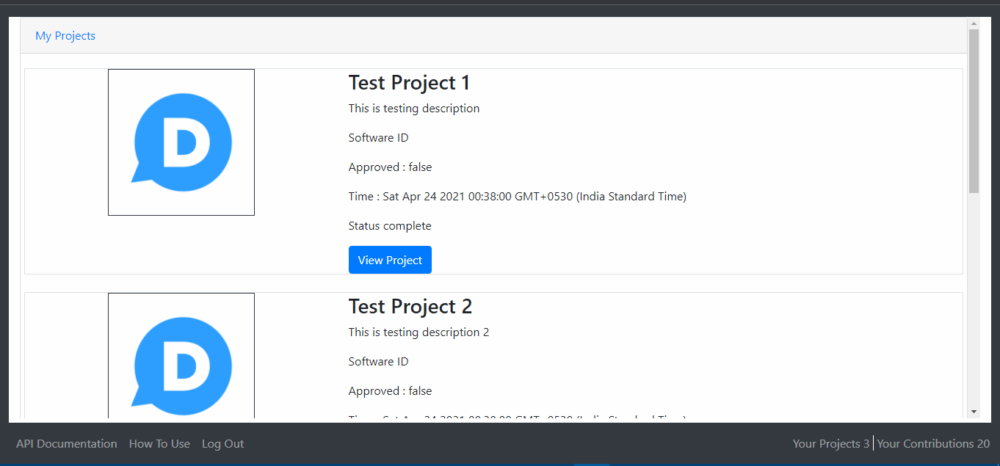 My Projects
D
Test Project 1
This is testing description
Software ID
Approved : false
Time : Sat Apr 24 2021 00:38:00 GMT+0530 (India Standard Time)
Status complete
View Project
D
Test Project 2
This is testing description 2
Software ID
Approved : false
API Documentation How To Use Log Out
Your Projects 3 Your Contributions 20